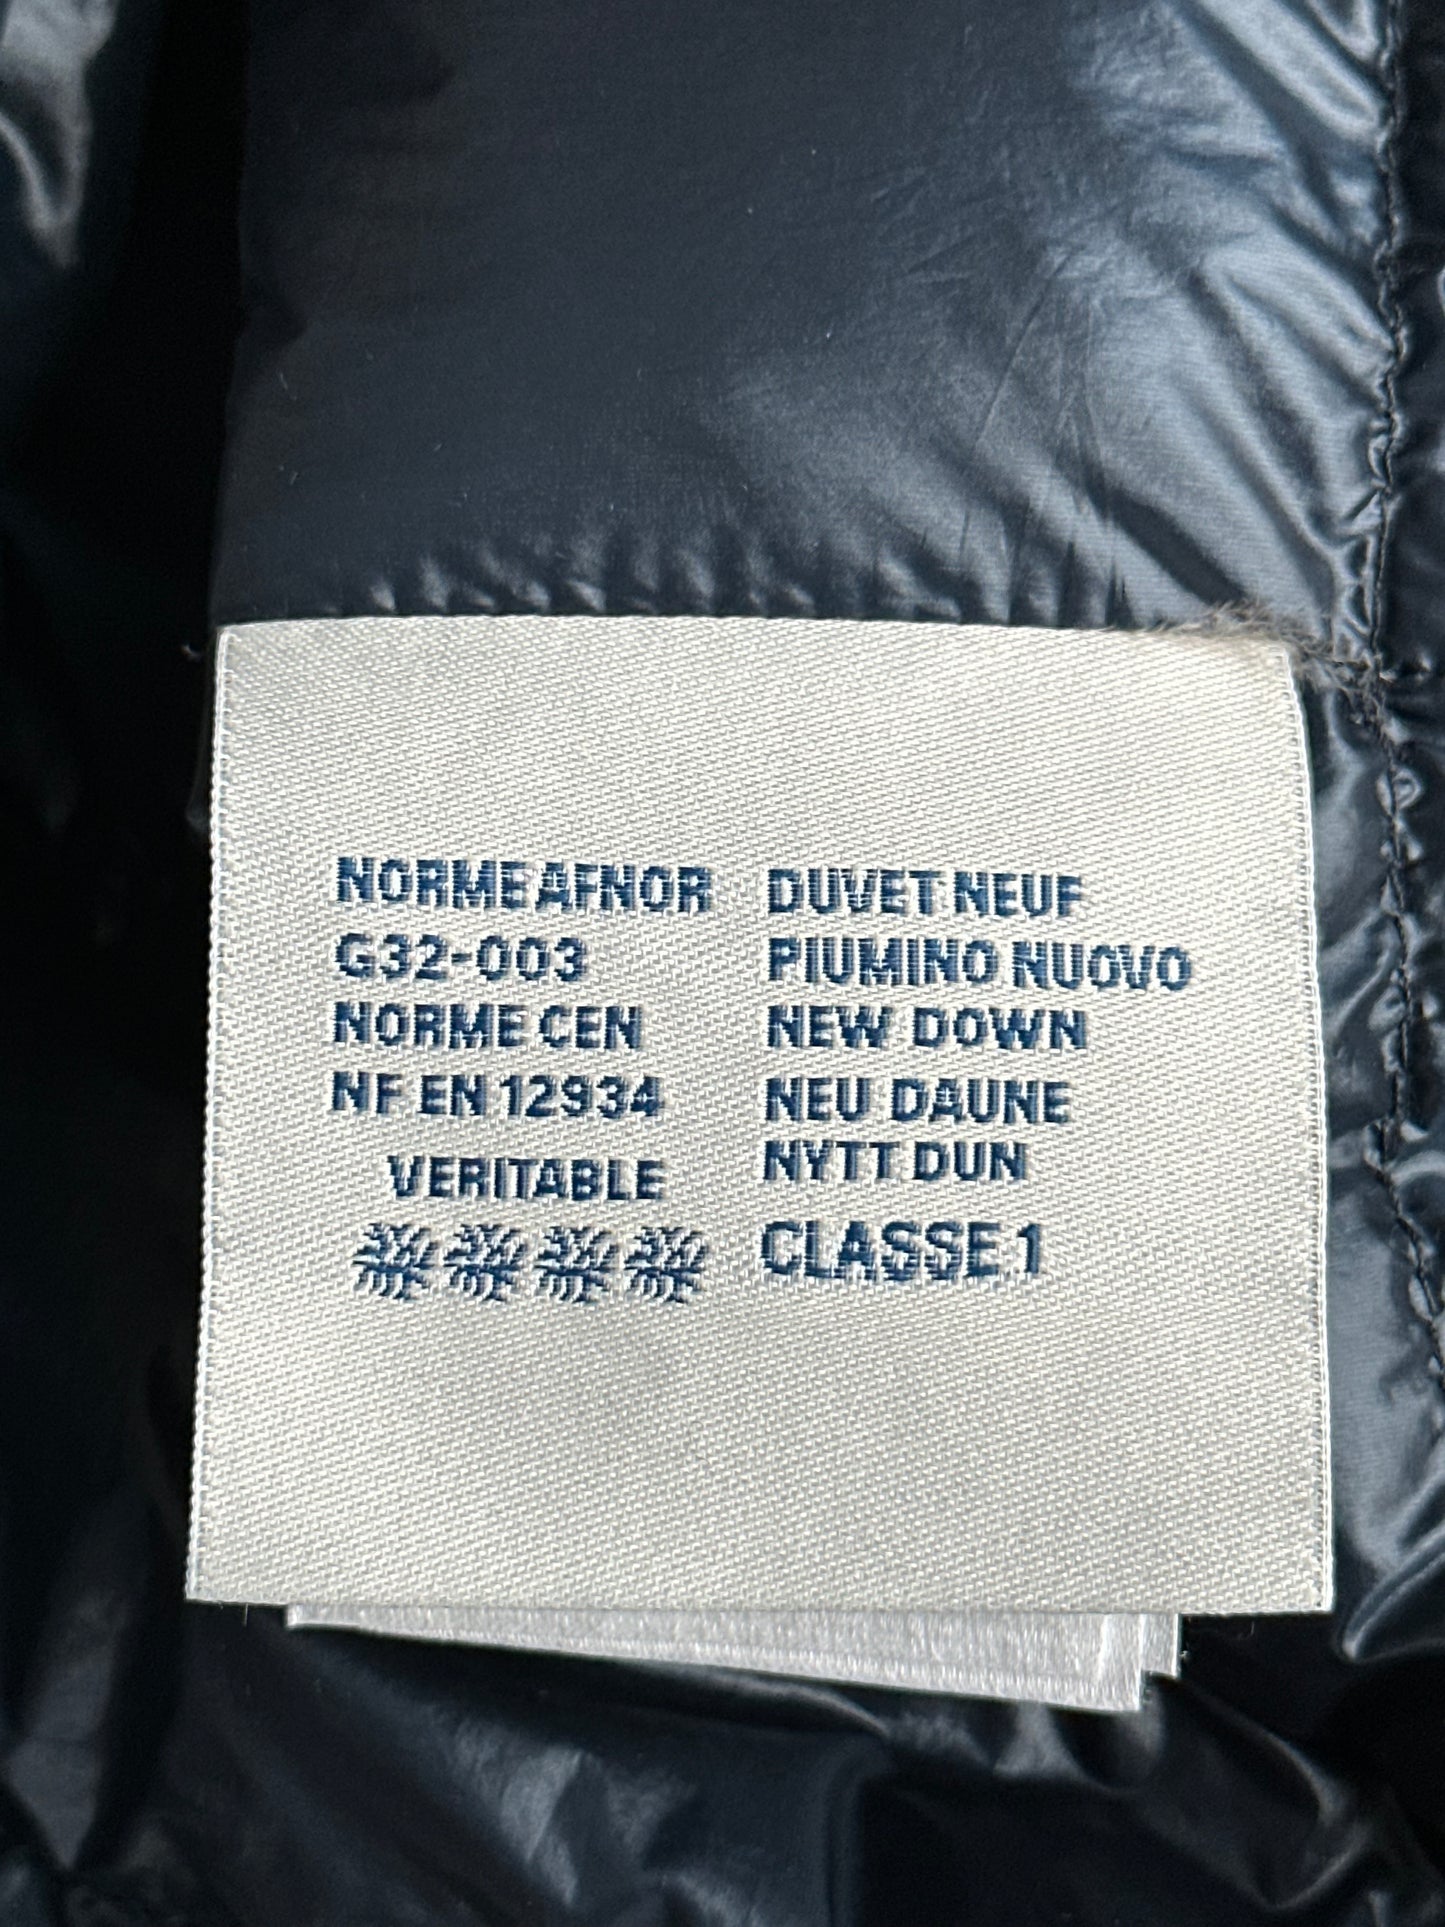 NORME AFNOR
G32-003
NORME CEN
NF EN 12934
VERITABLE
DUVET NEUF
PIUMINO NUOVO
NEW DOWN
NEU DAUNE
NYTT DUN
CLASSE 1